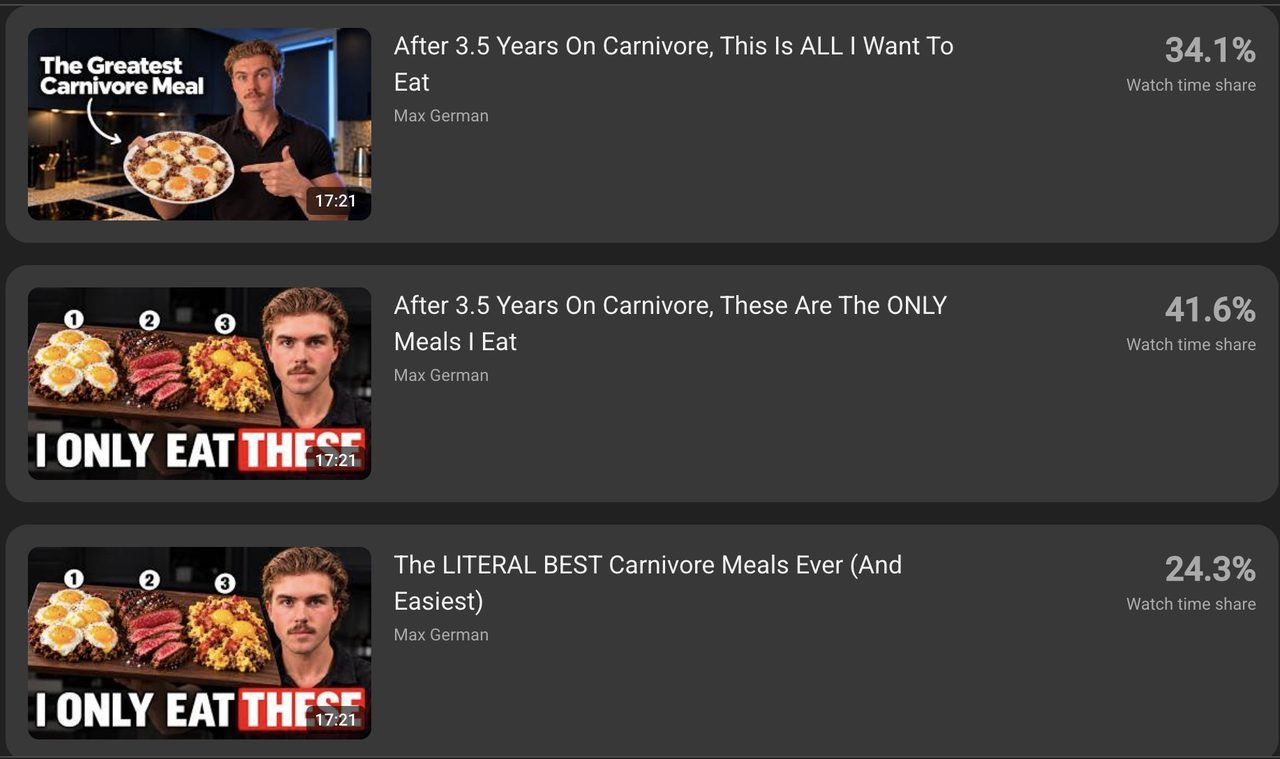 The Greatest
Carnivore Meal
17:21
After 3.5 Years On Carnivore, This Is ALL I Want To
Eat
Max German
34.1%
Watch time share
1
2
3
I ONLY EAT THESE
17:21
After 3.5 Years On Carnivore, These Are The ONLY
Meals I Eat
Max German
41.6%
Watch time share
1
2
3
I ONLY EAT THESE
17:21
The LITERAL BEST Carnivore Meals Ever (And
Easiest)
Max German
24.3%
Watch time share